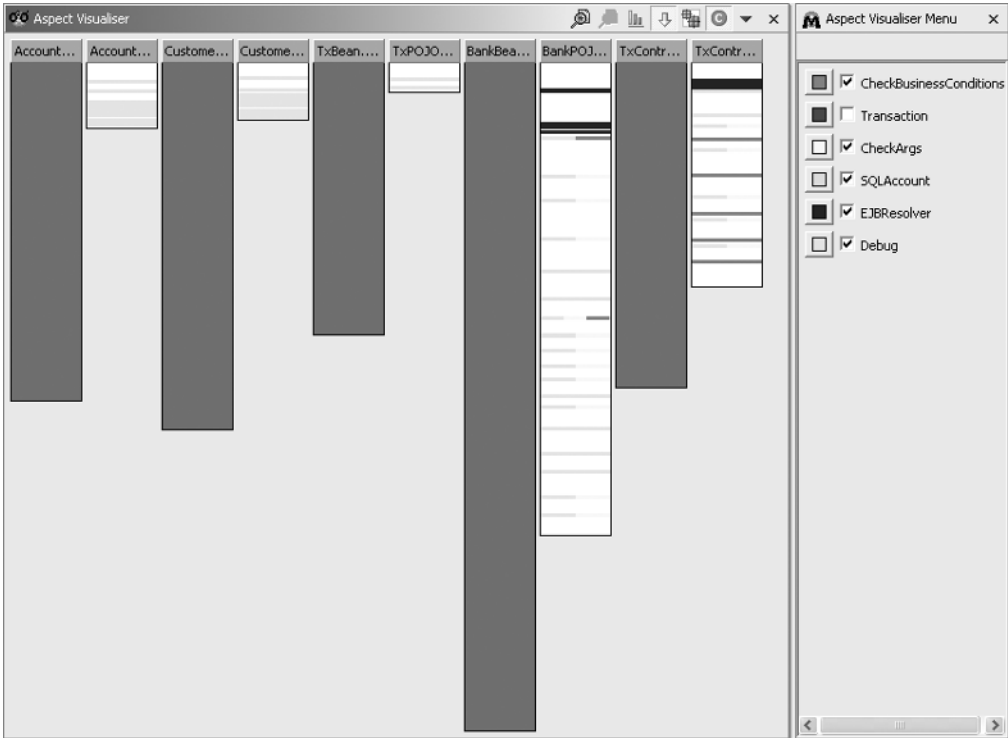 Aspect Visualiser
Account... Account... Custome... Custome... TxBean.... TxPOJO... BankBea... BankPOJ... TxContr... TxContr...
Aspect Visualiser Menu
CheckBusinessConditions
Transaction
CheckArgs
SQLAccount
EJBResolver
Debug